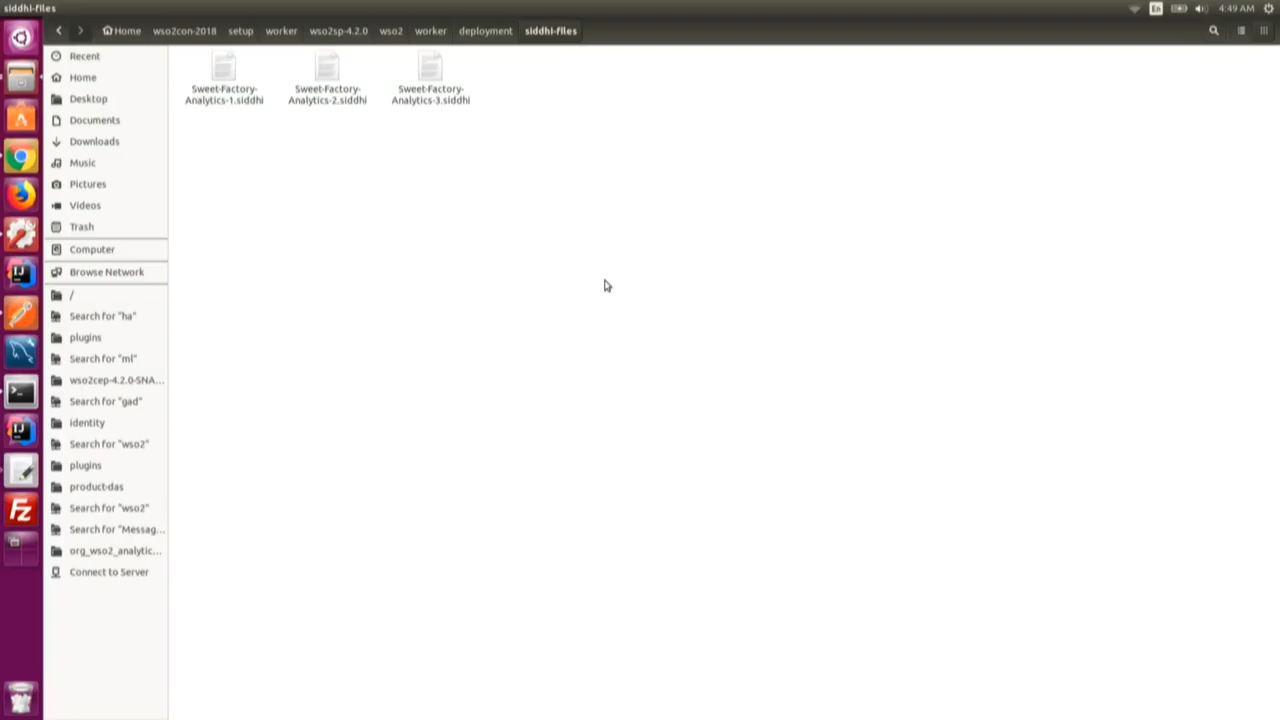 siddhi-files
En
4:49 AM
Home wso2con-2018 setup worker wso2sp-4.2.0 wso2 worker deployment siddhi-files
Recent
Home
Desktop
Documents
Downloads
Music
Pictures
Videos
Trash
Computer
Browse Network
/
Search for "ha"
plugins
Search for "ml"
wso2cep-4.2.0-SNA...
Search for "gad"
identity
Search for "wso2"
plugins
product-das
Search for "wso2"
Search for "Messag...
org_wso2_analytic...
Connect to Server
Sweet-Factory-
Analytics-1.siddhi
Sweet-Factory-
Analytics-2.siddhi
Sweet-Factory-
Analytics-3.siddhi
IJ
IJ
Fz